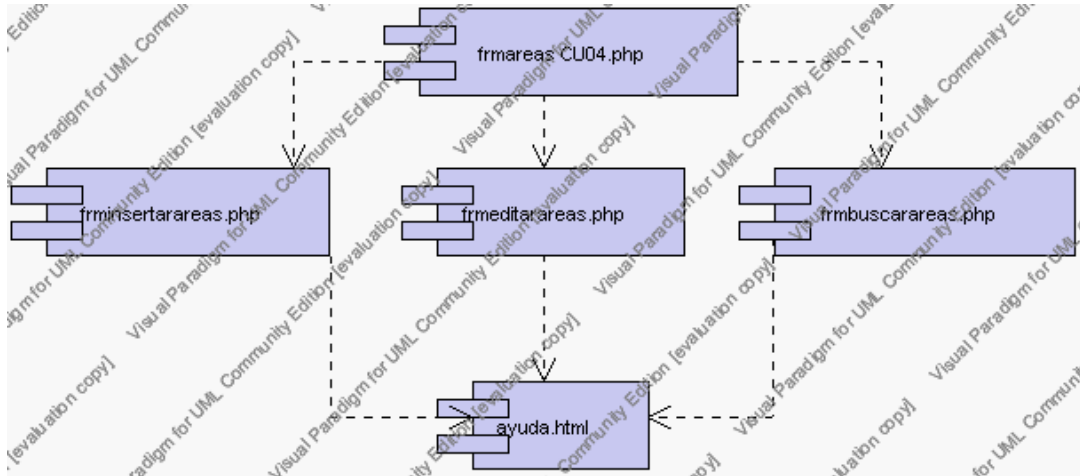 frmareas CU04.php
frminsertarareas.php
frmeditarareas.php
frmbuscarareas.php
ayuda.html
Visual Paradigm for UML Community Edition [evaluation copy]